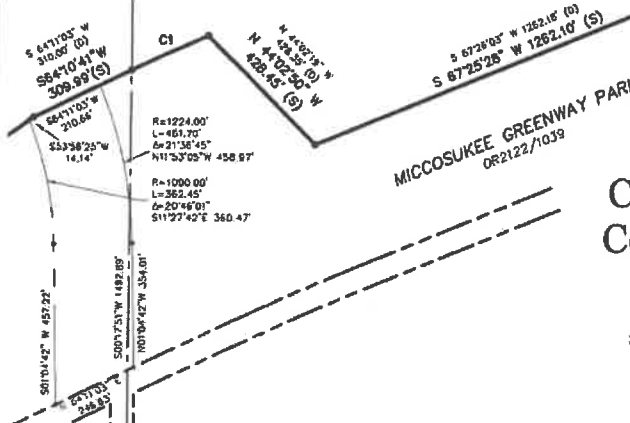 S 64°11'03" W
310.00' (D)
S64°10'41" W
309.99' (S)
C1
N 44°02'19" W
428.55' (D)
N 44°02'50" W
428.45' (S)
S 67°26'03" W 1262.18' (D)
S 67°25'28" W 1262.10' (S)
S64°11'03" W
210.66'
S53°58'25" W
14.14'
R=1224.00'
L=461.70'
Δ=21°36'45"
N11°53'05"W 458.97'
R=1000.00'
L=362.45'
Δ=20°46'01"
S11°27'42"E 360.47'
MICCOSUKEE GREENWAY PAR
OR2122/1039
S01°04'42" W 457.22'
S00°17'51" W 1492.89'
N01°04'42"W 354.01'